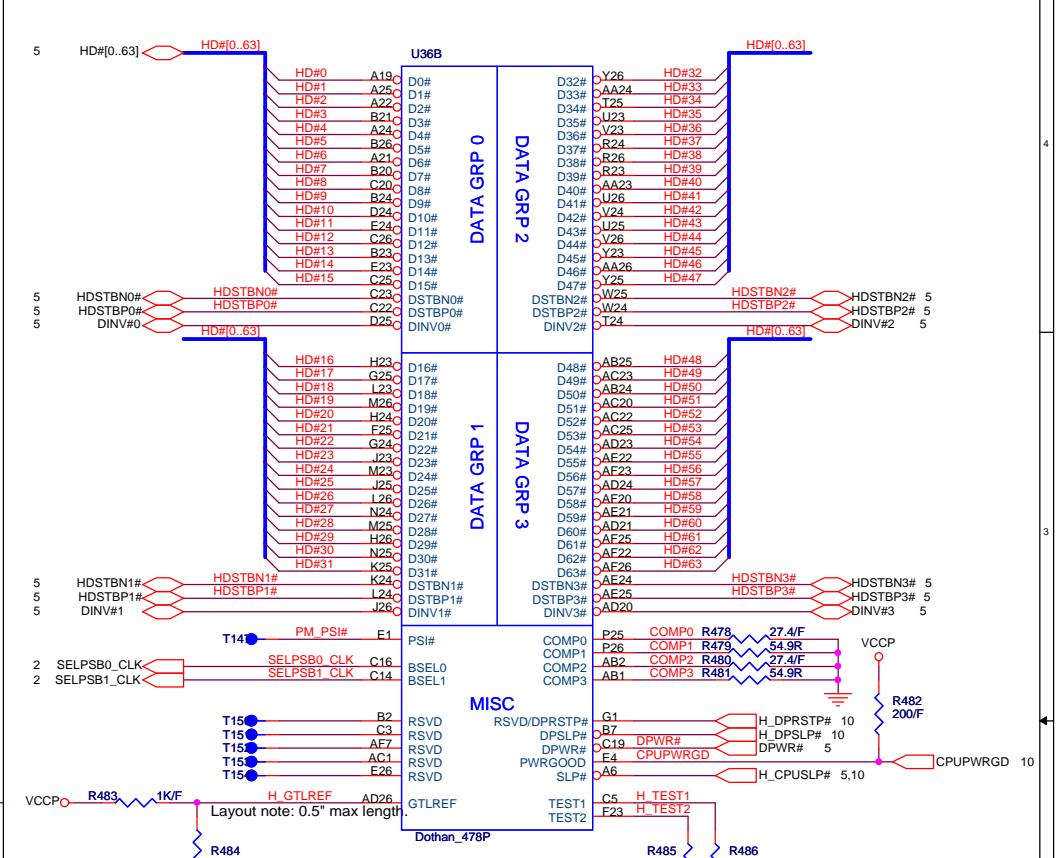 HD#[0..63] HD#[0..63]
5 HD#[0..63] U36B
HD#0 A19 D0# D32# Y26 HD#32
HD#1 A25 D1# D33# AA24 HD#33
HD#2 A22 D2# D34# T25 HD#34
HD#3 B21 D3# D35# U23 HD#35
HD#4 A24 D4# D36# V23 HD#36
HD#5 B26 D5# D37# R24 HD#37
HD#6 A21 D6# D38# R26 HD#38
HD#7 B20 D7# D39# R23 HD#39
HD#8 C20 D8# D40# AA23 HD#40
HD#9 B24 D9# D41# U26 HD#41
HD#10 D24 D10# D42# V24 HD#42
HD#11 E24 D11# D43# U25 HD#43
HD#12 C26 D12# D44# V26 HD#44
HD#13 B23 D13# D45# Y23 HD#45
HD#14 E23 D14# D46# AA26 HD#46
HD#15 C25 D15# D47# Y25 HD#47
DATA GRP 0
DATA GRP 2
4
5 HDSTBN0# HDSTBN0# C23 DSTBN0# DSTBN2# W25 HDSTBN2# HDSTBN2# 5
5 HDSTBP0# HDSTBP0# C22 DSTBP0# DSTBP2# W24 HDSTBP2# HDSTBP2# 5
5 DINV#0 D25 DINV0# DINV2# T24 DINV#2 5
HD#[0..63] HD#[0..63]
HD#16 H23 D16# D48# AB25 HD#48
HD#17 G25 D17# D49# AC23 HD#49
HD#18 L23 D18# D50# AB24 HD#50
HD#19 M26 D19# D51# AC20 HD#51
HD#20 H24 D20# D52# AC22 HD#52
HD#21 F25 D21# D53# AC25 HD#53
HD#22 G24 D22# D54# AD23 HD#54
HD#23 J23 D23# D55# AE22 HD#55
HD#24 M23 D24# D56# AF23 HD#56
HD#25 J25 D25# D57# AD24 HD#57
HD#26 L26 D26# D58# AF20 HD#58
HD#27 N24 D27# D59# AE21 HD#59
HD#28 M25 D28# D60# AD21 HD#60
HD#29 H26 D29# D61# AF25 HD#61
HD#30 N25 D30# D62# AF22 HD#62
HD#31 K25 D31# D63# AF26 HD#63
DATA GRP 1
DATA GRP 3
3
5 HDSTBN1# HDSTBN1# K24 DSTBN1# DSTBN3# AE24 HDSTBN3# HDSTBN3# 5
5 HDSTBP1# HDSTBP1# L24 DSTBP1# DSTBP3# AE25 HDSTBP3# HDSTBP3# 5
5 DINV#1 J26 DINV1# DINV3# AD20 DINV#3 5
T147 PM_PSI# E1 PSI# COMP0 P25 COMP0 R478 27.4/F
COMP1 P26 COMP1 R479 54.9R
VCCP
2 SELPSB0_CLK SELPSB0_CLK C16 BSEL0 COMP2 AB2 COMP2 R480 27.4/F
2 SELPSB1_CLK SELPSB1_CLK C14 BSEL1 COMP3 AB1 COMP3 R481 54.9R
MISC
R482
200/F
B2 RSVD RSVD/DPRSTP# G1 H_DPRSTP# 10
C3 RSVD DPSLP# B7 H_DPSLP# 10
T152 AF7 RSVD DPWR# C19 DPWR# DPWR# 5
T153 AC1 RSVD PWRGOOD E4 CPUPWRGD CPUPWRGD 10
T154 E26 RSVD SLP# A6 H_CPUSLP# 5,10
VCCP R483 1K/F H_GTLREF AD26 GTLREF TEST1 C5 H_TEST1
Layout note: 0.5" max length.
TEST2 F23 H_TEST2
Dothan_478P
R484 R485 R486